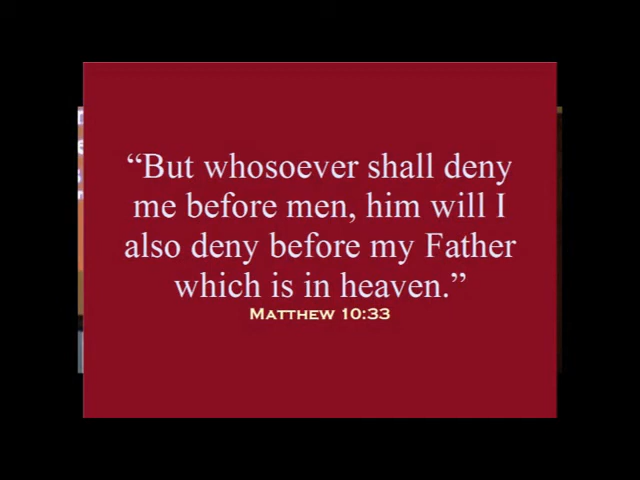 “But whosoever shall deny
me before men, him will I
also deny before my Father
which is in heaven.”
Matthew 10:33